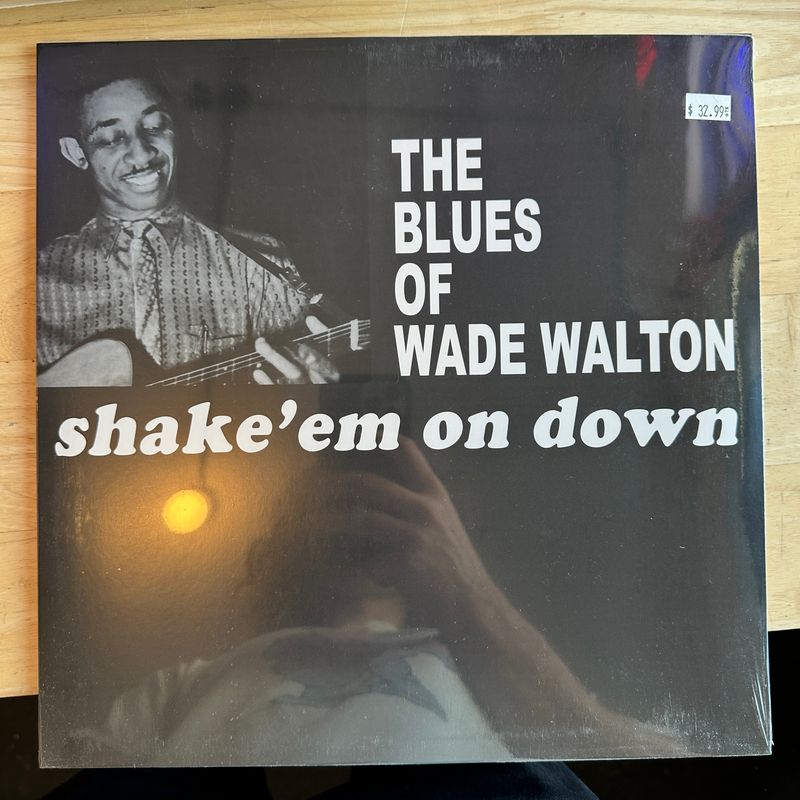 $ 32.99
THE
BLUES
OF
WADE WALTON
shake'em on down